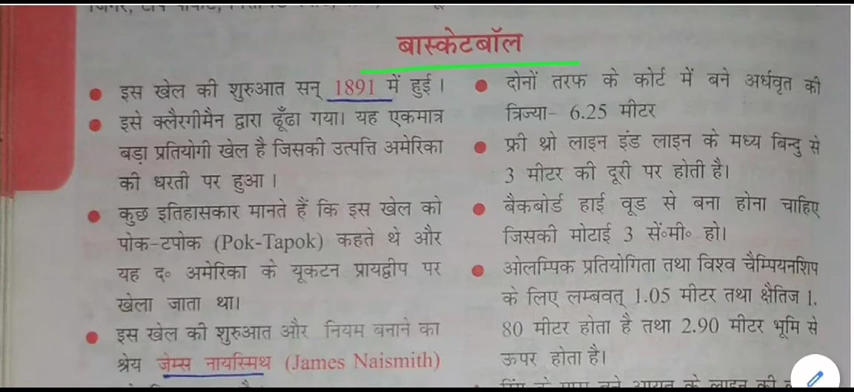 बास्केटबॉल
● इस खेल की शुरुआत सन् 1891 में हुई।
● इसे क्लैरगीमैन द्वारा ढूँढा गया। यह एकमात्र
बड़ा प्रतियोगी खेल है जिसकी उत्पत्ति अमेरिका
की धरती पर हुआ।
● कुछ इतिहासकार मानते हैं कि इस खेल को
पोक-टपोक (Pok-Tapok) कहते थे और
यह द॰ अमेरिका के यूकटन प्रायद्वीप पर
खेला जाता था।
● इस खेल की शुरुआत और नियम बनाने का
श्रेय जेम्स नायस्मिथ (James Naismith)
● दोनों तरफ के कोर्ट में बने अर्धवृत की
त्रिज्या- 6.25 मीटर
● फ्री थ्रो लाइन इंड लाइन के मध्य बिन्दु से
3 मीटर की दूरी पर होती है।
● बैकबोर्ड हाई वूड से बना होना चाहिए
जिसकी मोटाई 3 सें॰मी॰ हो।
● ओलम्पिक प्रतियोगिता तथा विश्व चैम्पियनशिप
के लिए लम्बवत् 1.05 मीटर तथा क्षैतिज 1.
80 मीटर होता है तथा 2.90 मीटर भूमि से
ऊपर होता है।